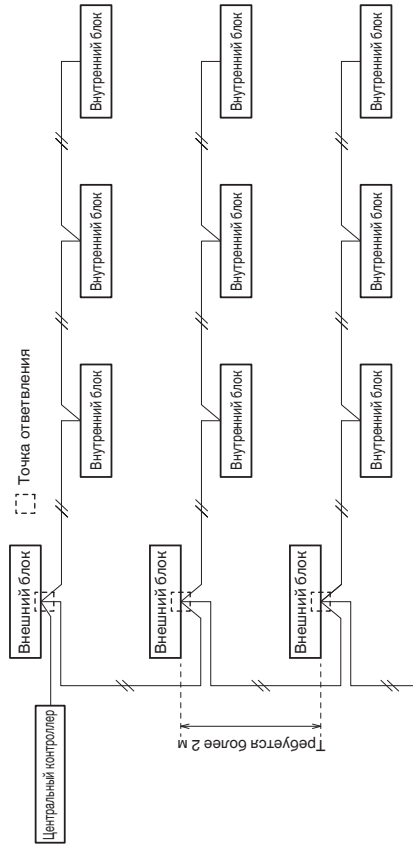 Точка ответвления
Центральный контроллер
Внешний блок
Внутренний блок
Внутренний блок
Внутренний блок
Внешний блок
Внутренний блок
Внутренний блок
Внутренний блок
Требуется более 2 м
Внешний блок
Внутренний блок
Внутренний блок
Внутренний блок